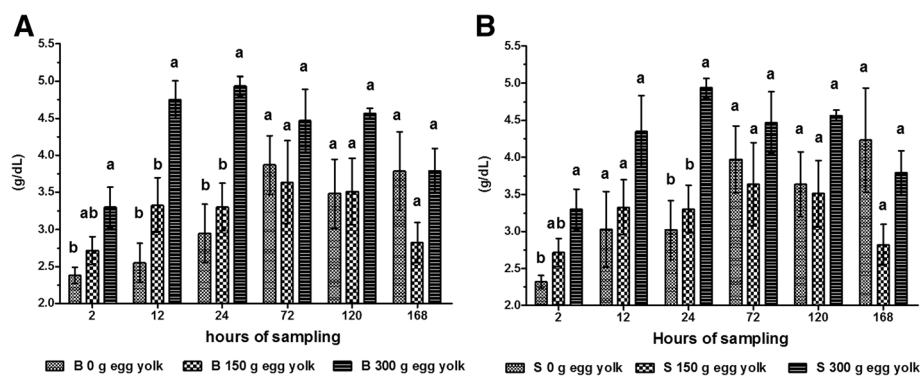 A
5.5
5.0
4.5
4.0
3.5
3.0
2.5
2.0
(g/dL)
b ab a
b b a
b b a
a a a
a a a
a a a
2 12 24 72 120 168
hours of sampling
B 0 g egg yolk B 150 g egg yolk B 300 g egg yolk
B
5.5
5.0
4.5
4.0
3.5
3.0
2.5
2.0
(g/dL)
b ab a
a a a
b b a
a a a
a a a
a a a
2 12 24 72 120 168
Hours of Sampling
S 0 g egg yolk S 150 g egg yolk S 300 g egg yolk